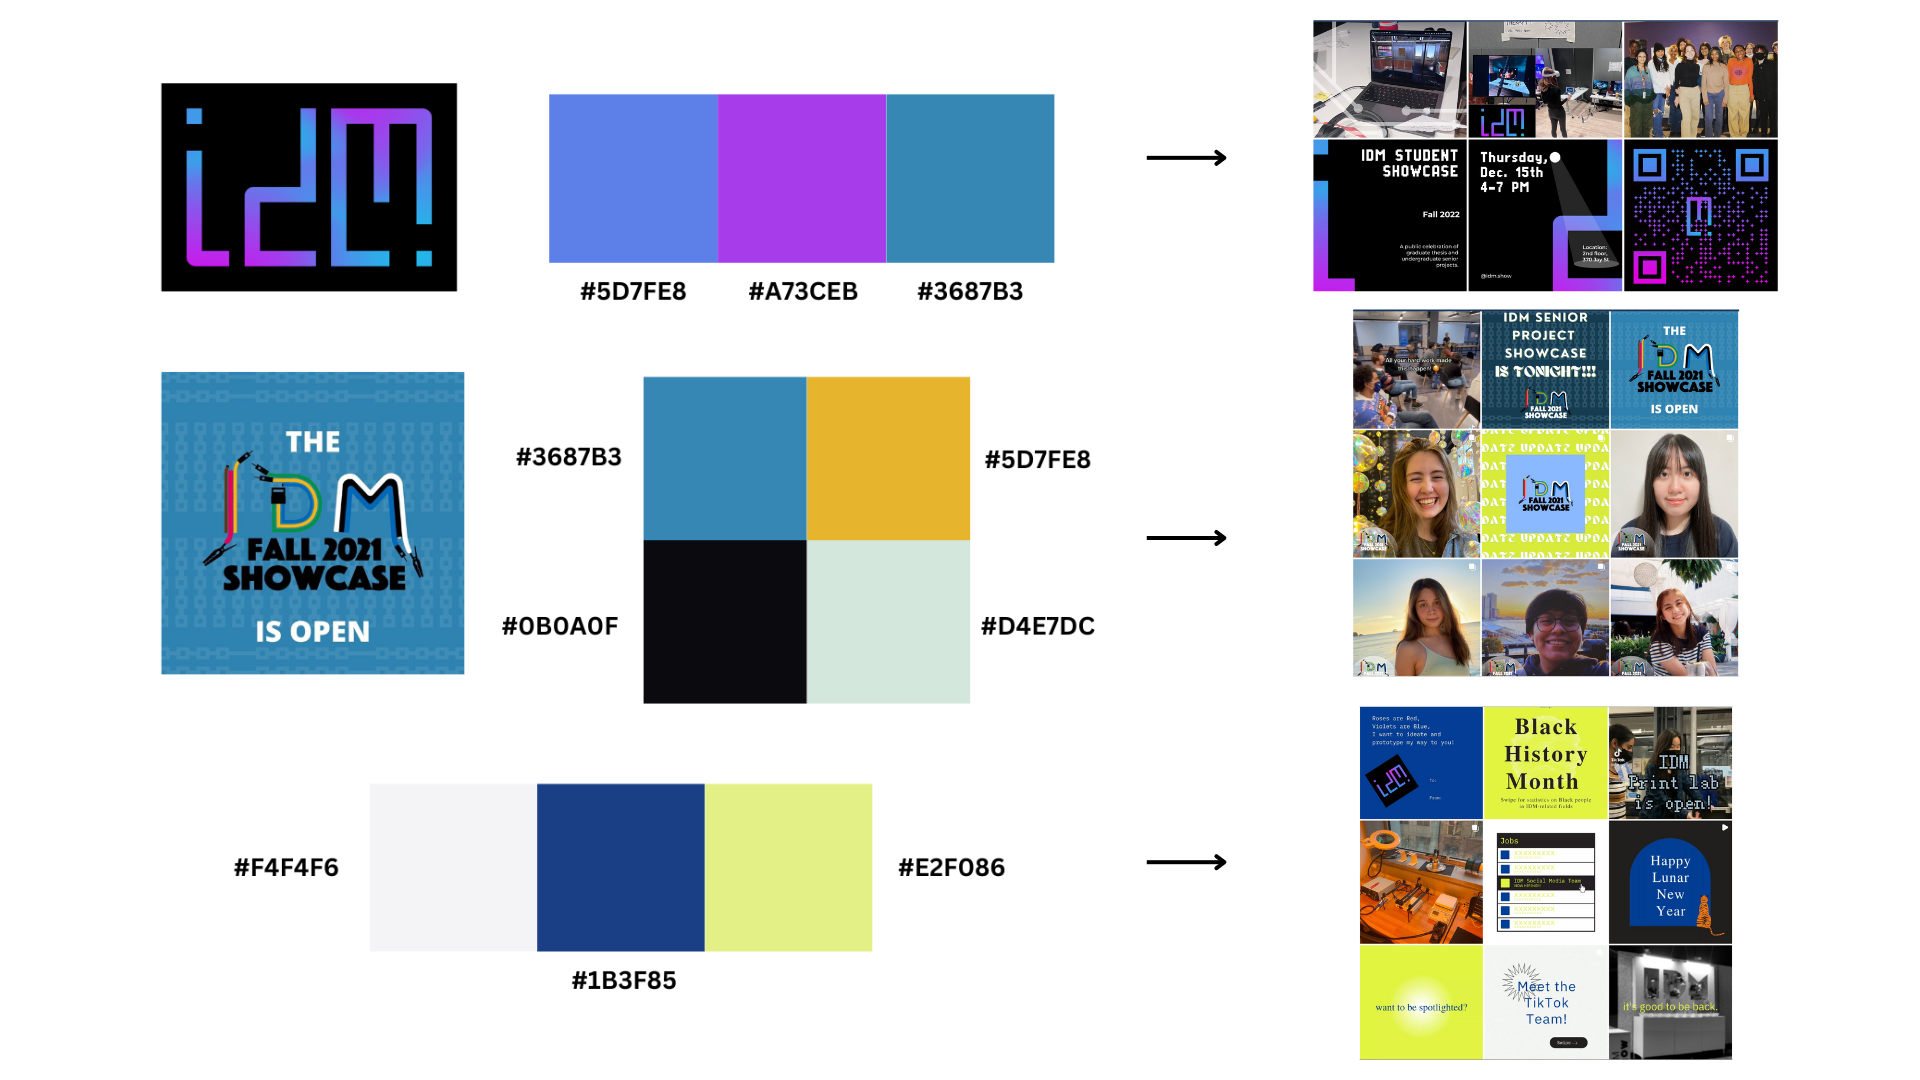 idm
#5D7FE8
#A73CEB
#3687B3
IDM STUDENT
SHOWCASE
Fall 2022
A public celebration of
graduate thesis and
undergraduate senior
projects.
Thursday,
Dec. 15th
4-7 PM
Location:
2nd floor,
370 Jay St
@idm.show
THE
IDM
FALL 2021
SHOWCASE
IS OPEN
#3687B3
#5D7FE8
#0B0A0F
#D4E7DC
All your hard work made
this happen!
IDM SENIOR
PROJECT
SHOWCASE
IS TONIGHT!!!
IDM
FALL 2021
SHOWCASE
THE
IDM
FALL 2021
SHOWCASE
IS OPEN
UPDATE UPDATE
IDM
FALL 2021
SHOWCASE
#F4F4F6
#1B3F85
#E2F086
Roses are Red,
Violets are Blue,
I want to ideate and
prototype my way to you!
idm
To:
From:
Black
History
Month
Swipe for statistics on Black people
in IDM-related fields
TikTok
IDM
Print lab
is open!
Jobs
IDM Social Media Team
Happy
Lunar
New
Year
want to be spotlighted?
Meet the
TikTok
Team!
IDM
it's good to be back.